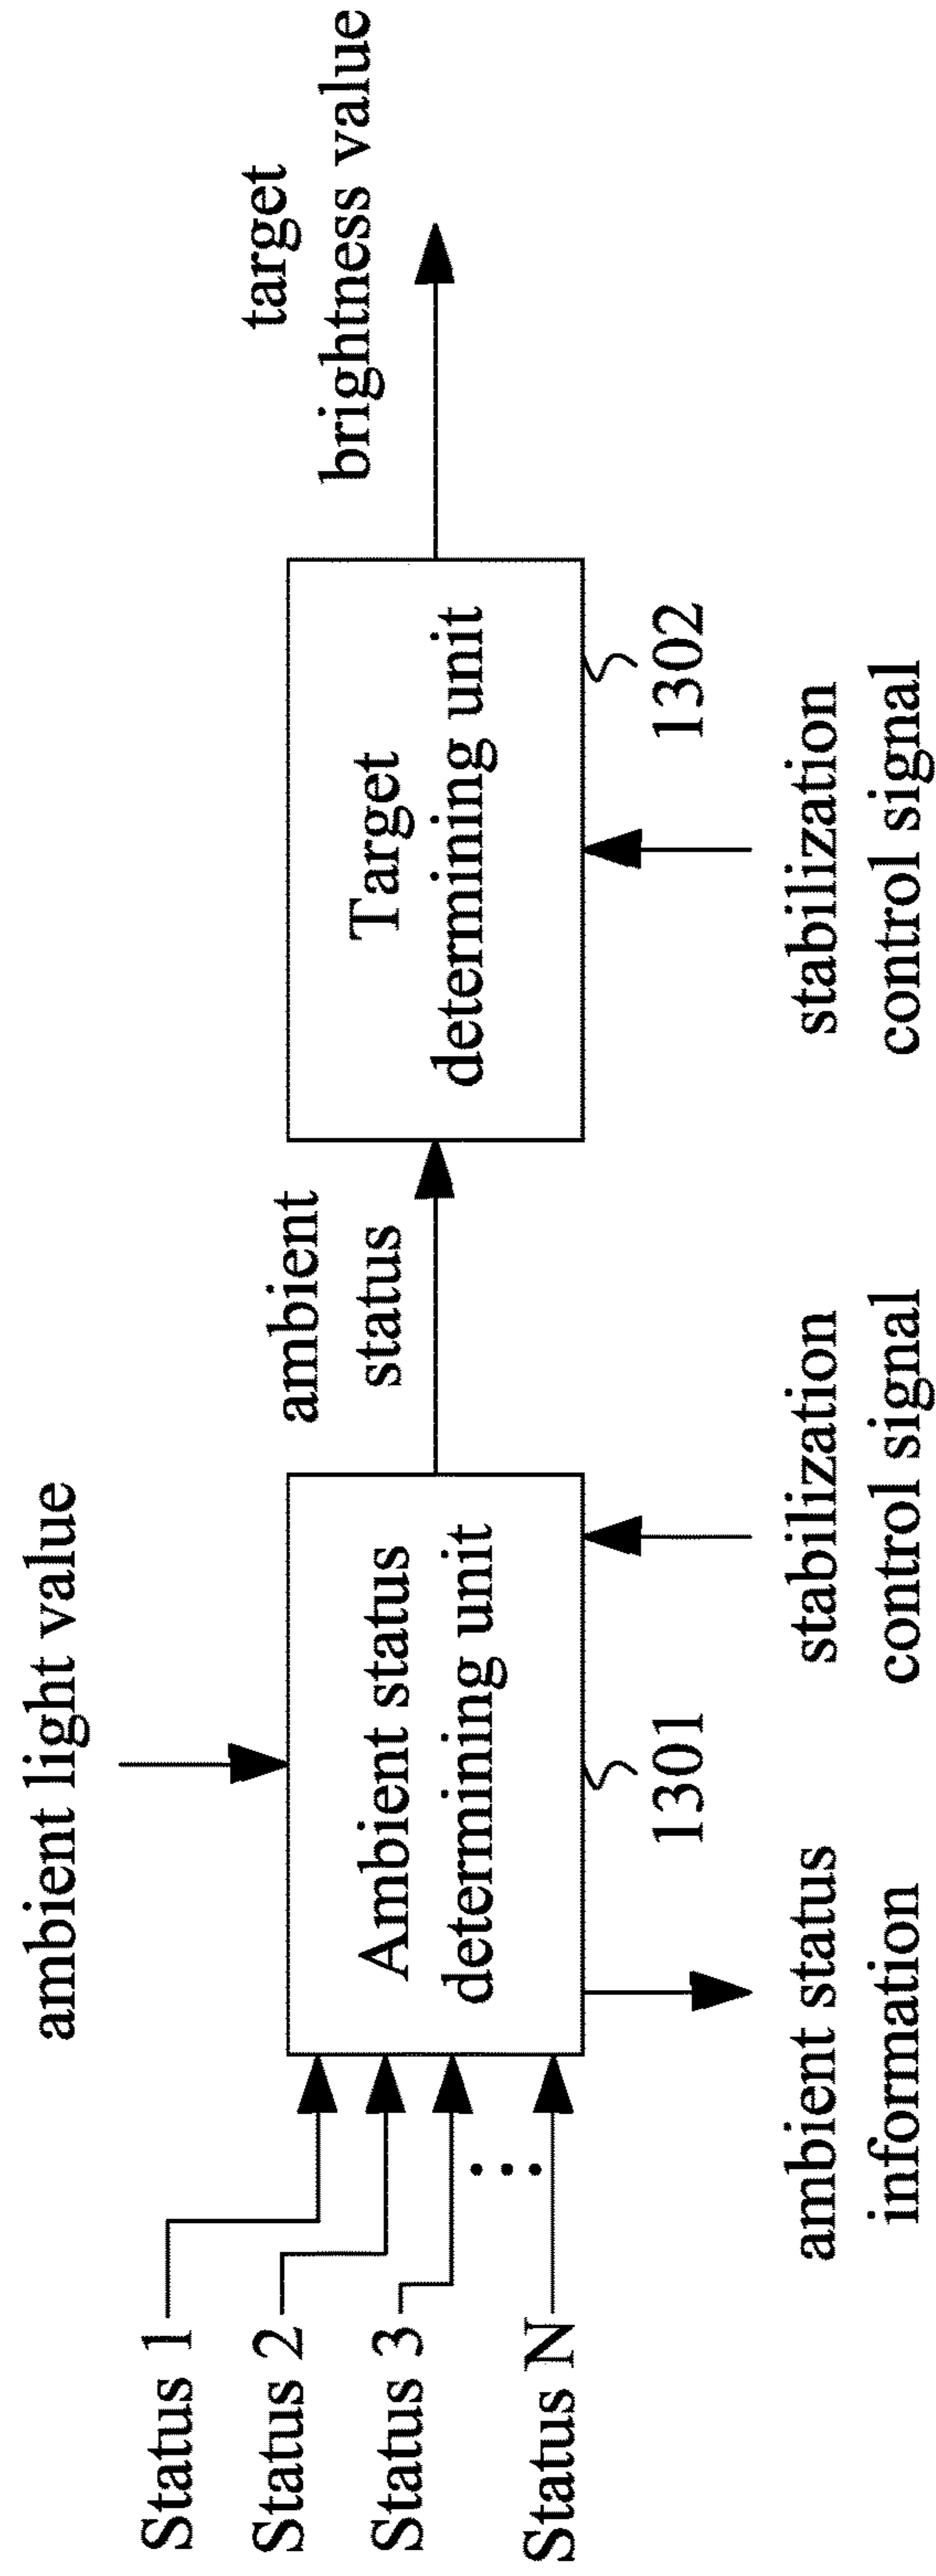 ambient light value
Status 1
Status 2
Status 3
Status N
Ambient status
determining unit
1301
ambient status
information
stabilization
control signal
ambient
status
Target
determining unit
1302
stabilization
control signal
target
brightness value